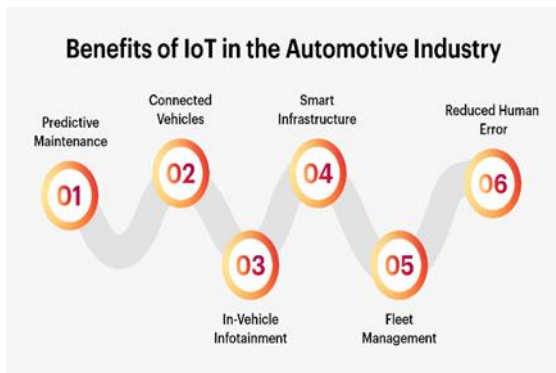 Benefits of IoT in the Automotive Industry
Predictive
Maintenance
01
Connected
Vehicles
02
03
In-Vehicle
Infotainment
Smart
Infrastructure
04
05
Fleet
Management
Reduced Human
Error
06